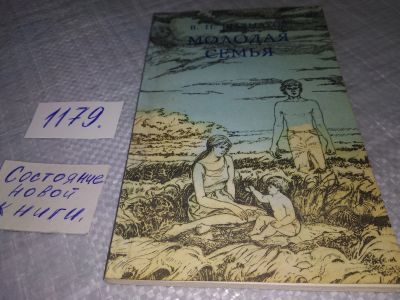 В. П.
МОЛОДАЯ
СЕМЬЯ
1179.
Состояние
новой
книги.